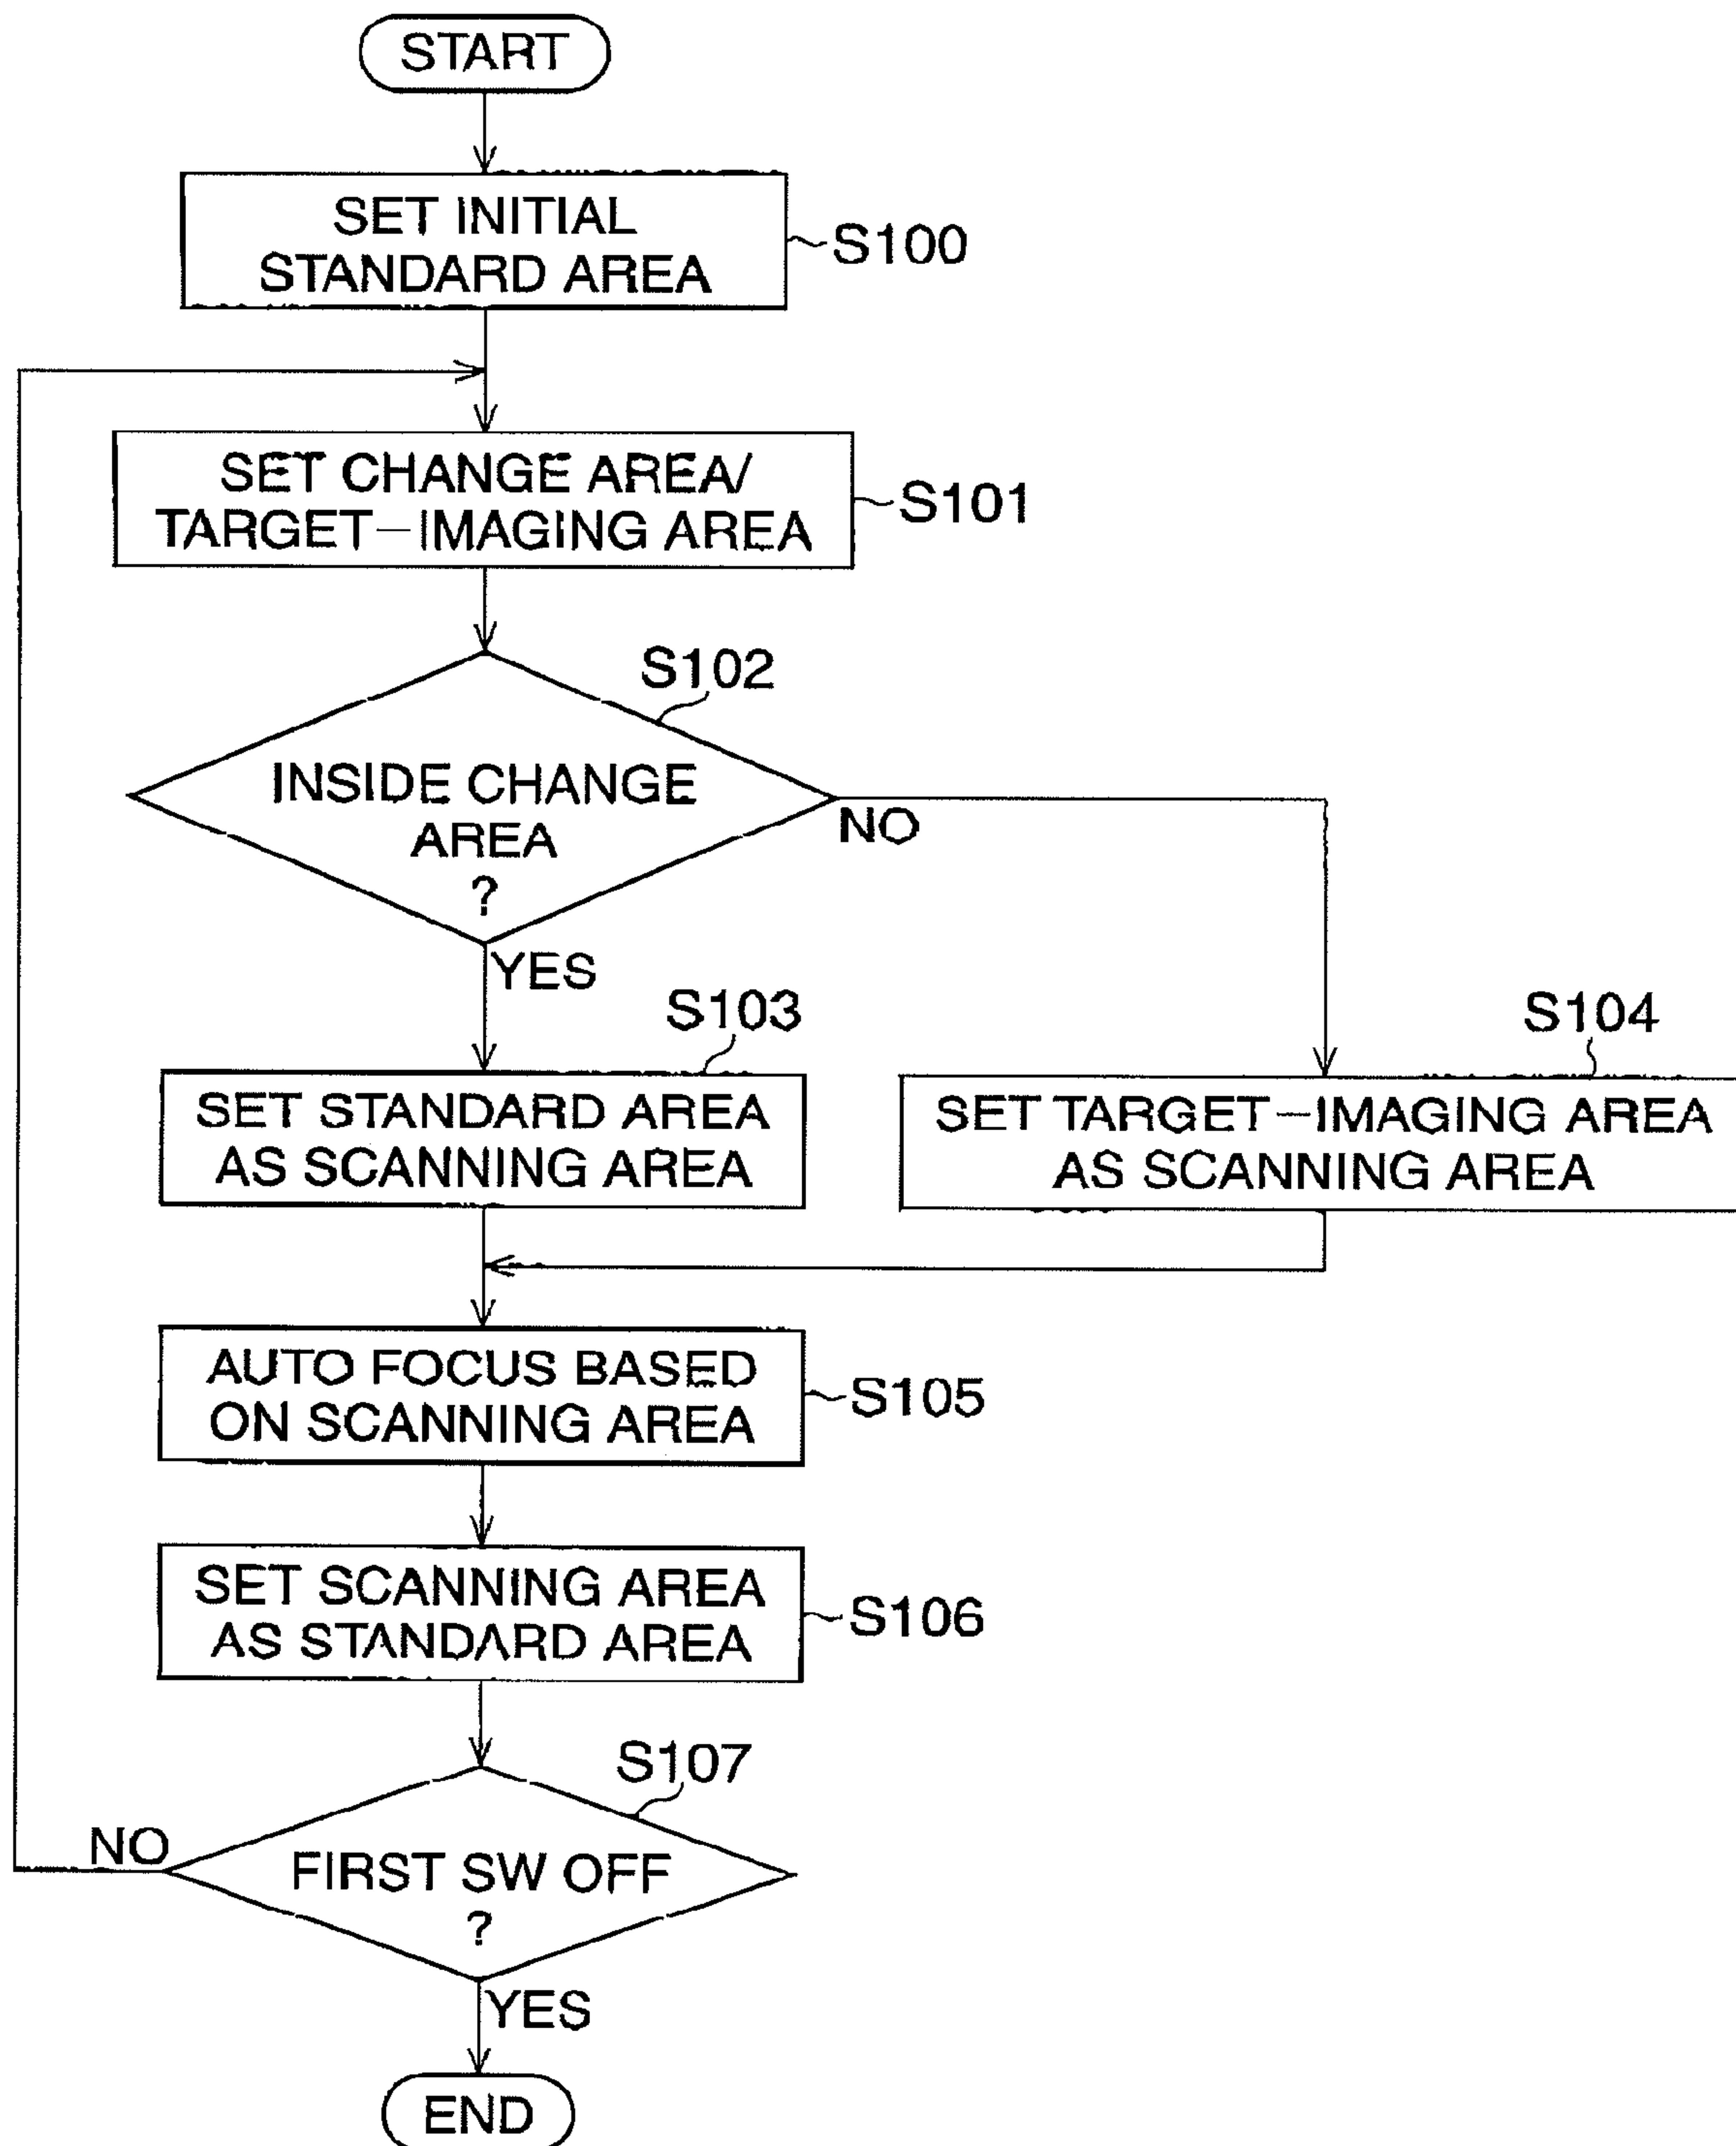 START
SET INITIAL
STANDARD AREA
S100
SET CHANGE AREA/
TARGET-IMAGING AREA
S101
S102
INSIDE CHANGE
AREA
?
NO
YES
S103
SET STANDARD AREA
AS SCANNING AREA
S104
SET TARGET-IMAGING AREA
AS SCANNING AREA
AUTO FOCUS BASED
ON SCANNING AREA
S105
SET SCANNING AREA
AS STANDARD AREA
S106
S107
NO
FIRST SW OFF
?
YES
END